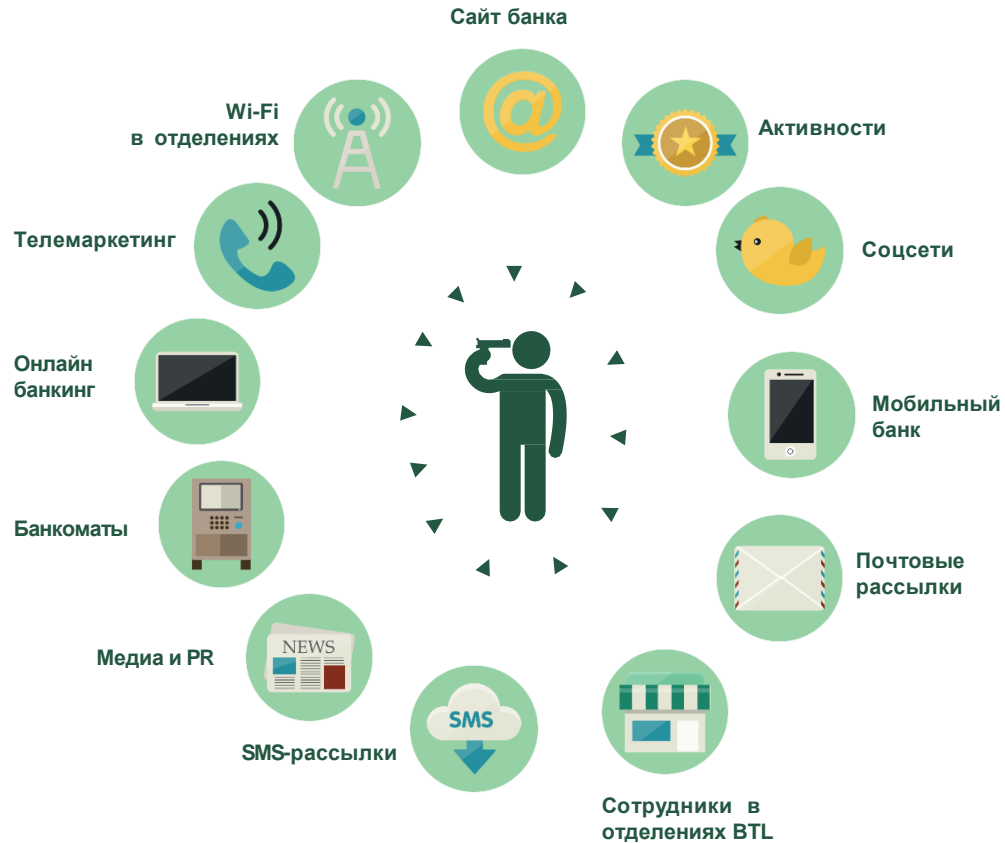 Сайт банка
Wi-Fi
в отделениях
Активности
Телемаркетинг
Соцсети
Онлайн
банкинг
Мобильный
банк
Банкоматы
Почтовые
рассылки
NEWS
Медиа и PR
SMS
SMS-рассылки
Сотрудники в
отделениях BTL